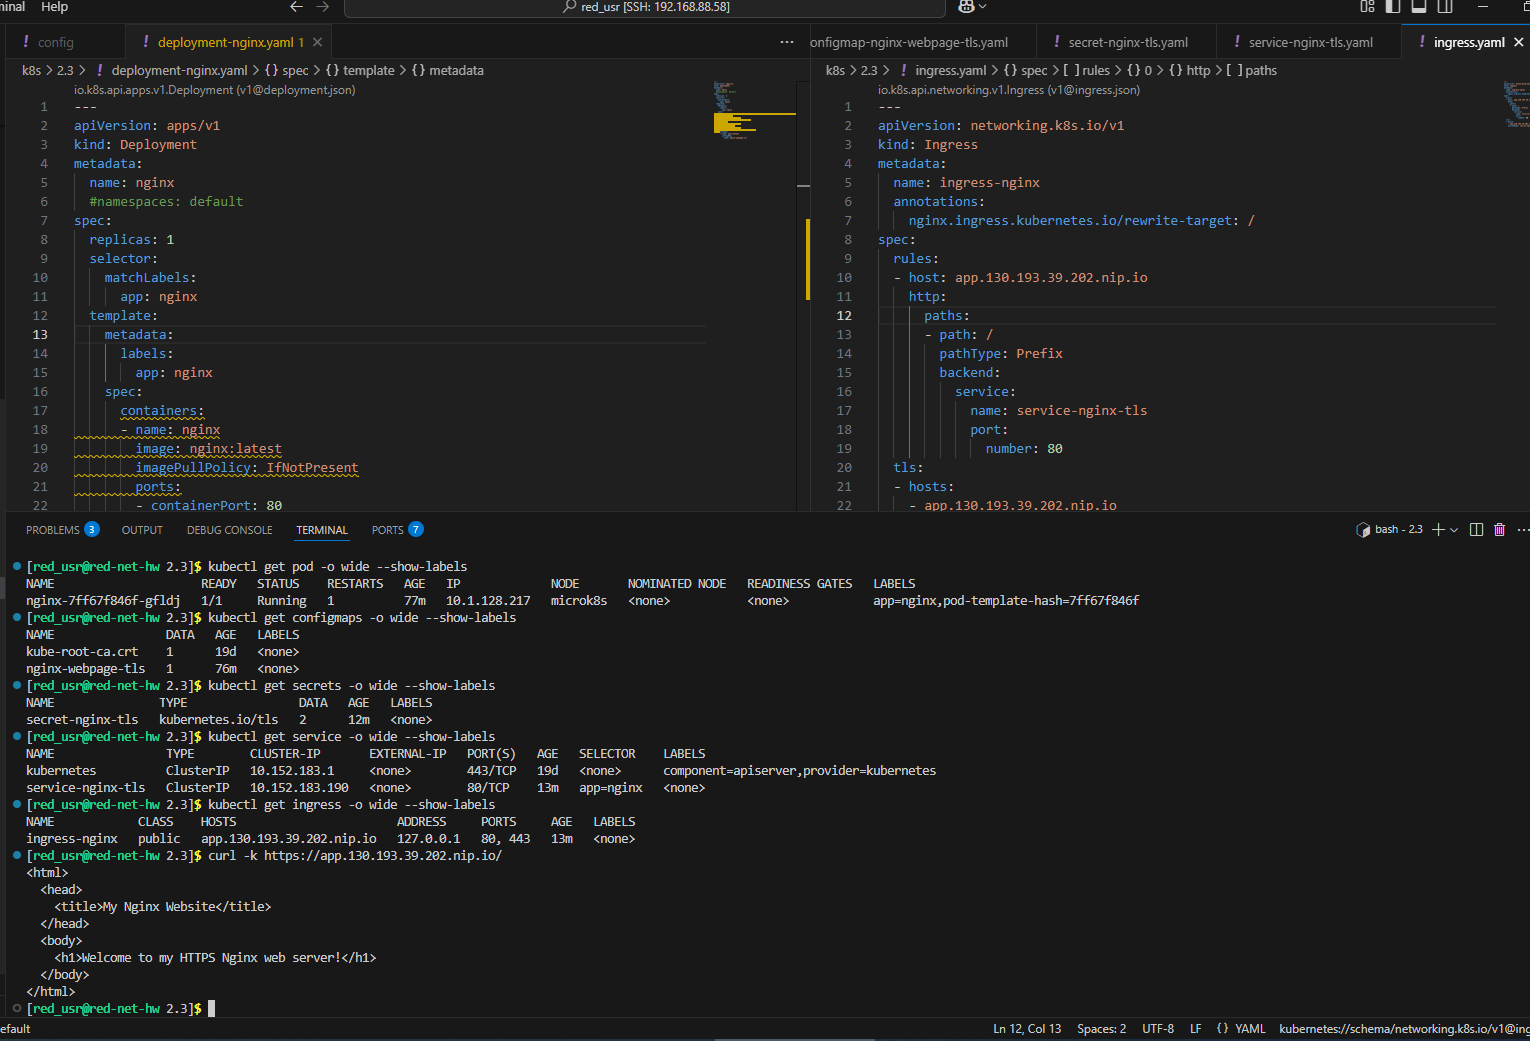 minal Help
red_usr [SSH: 192.168.88.58]
! config
! deployment-nginx.yaml 1
k8s > 2.3 > ! deployment-nginx.yaml > {} spec > {} template > {} metadata
io.k8s.api.apps.v1.Deployment (v1@deployment.json)
1 ---
2 apiVersion: apps/v1
3 kind: Deployment
4 metadata:
5 name: nginx
6 #namespaces: default
7 spec:
8 replicas: 1
9 selector:
10 matchLabels:
11 app: nginx
12 template:
13 metadata:
14 labels:
15 app: nginx
16 spec:
17 containers:
18 - name: nginx
19 image: nginx:latest
20 imagePullPolicy: IfNotPresent
21 ports:
22 - containerPort: 80
onfigmap-nginx-webpage-tls.yaml
! secret-nginx-tls.yaml
! service-nginx-tls.yaml
! ingress.yaml
k8s > 2.3 > ! ingress.yaml > {} spec > [ ] rules > {} 0 > {} http > [ ] paths
io.k8s.api.networking.v1.Ingress (v1@ingress.json)
1 ---
2 apiVersion: networking.k8s.io/v1
3 kind: Ingress
4 metadata:
5 name: ingress-nginx
6 annotations:
7 nginx.ingress.kubernetes.io/rewrite-target: /
8 spec:
9 rules:
10 - host: app.130.193.39.202.nip.io
11 http:
12 paths:
13 - path: /
14 pathType: Prefix
15 backend:
16 service:
17 name: service-nginx-tls
18 port:
19 number: 80
20 tls:
21 - hosts:
22 - app.130.193.39.202.nip.io
PROBLEMS 3 OUTPUT DEBUG CONSOLE TERMINAL PORTS 7
bash - 2.3
[red_usr@red-net-hw 2.3]$ kubectl get pod -o wide --show-labels
NAME READY STATUS RESTARTS AGE IP NODE NOMINATED NODE READINESS GATES LABELS
nginx-7ff67f846f-gfldj 1/1 Running 1 77m 10.1.128.217 microk8s <none> <none> app=nginx,pod-template-hash=7ff67f846f
[red_usr@red-net-hw 2.3]$ kubectl get configmaps -o wide --show-labels
NAME DATA AGE LABELS
kube-root-ca.crt 1 19d <none>
nginx-webpage-tls 1 76m <none>
[red_usr@red-net-hw 2.3]$ kubectl get secrets -o wide --show-labels
NAME TYPE DATA AGE LABELS
secret-nginx-tls kubernetes.io/tls 2 12m <none>
[red_usr@red-net-hw 2.3]$ kubectl get service -o wide --show-labels
NAME TYPE CLUSTER-IP EXTERNAL-IP PORT(S) AGE SELECTOR LABELS
kubernetes ClusterIP 10.152.183.1 <none> 443/TCP 19d <none> component=apiserver,provider=kubernetes
service-nginx-tls ClusterIP 10.152.183.190 <none> 80/TCP 13m app=nginx <none>
[red_usr@red-net-hw 2.3]$ kubectl get ingress -o wide --show-labels
NAME CLASS HOSTS ADDRESS PORTS AGE LABELS
ingress-nginx public app.130.193.39.202.nip.io 127.0.0.1 80, 443 13m <none>
[red_usr@red-net-hw 2.3]$ curl -k https://app.130.193.39.202.nip.io/
<html>
<head>
<title>My Nginx Website</title>
</head>
<body>
<h1>Welcome to my HTTPS Nginx web server!</h1>
</body>
</html>
[red_usr@red-net-hw 2.3]$
efault
Ln 12, Col 13 Spaces: 2 UTF-8 LF {} YAML kubernetes://schema/networking.k8s.io/v1@ing